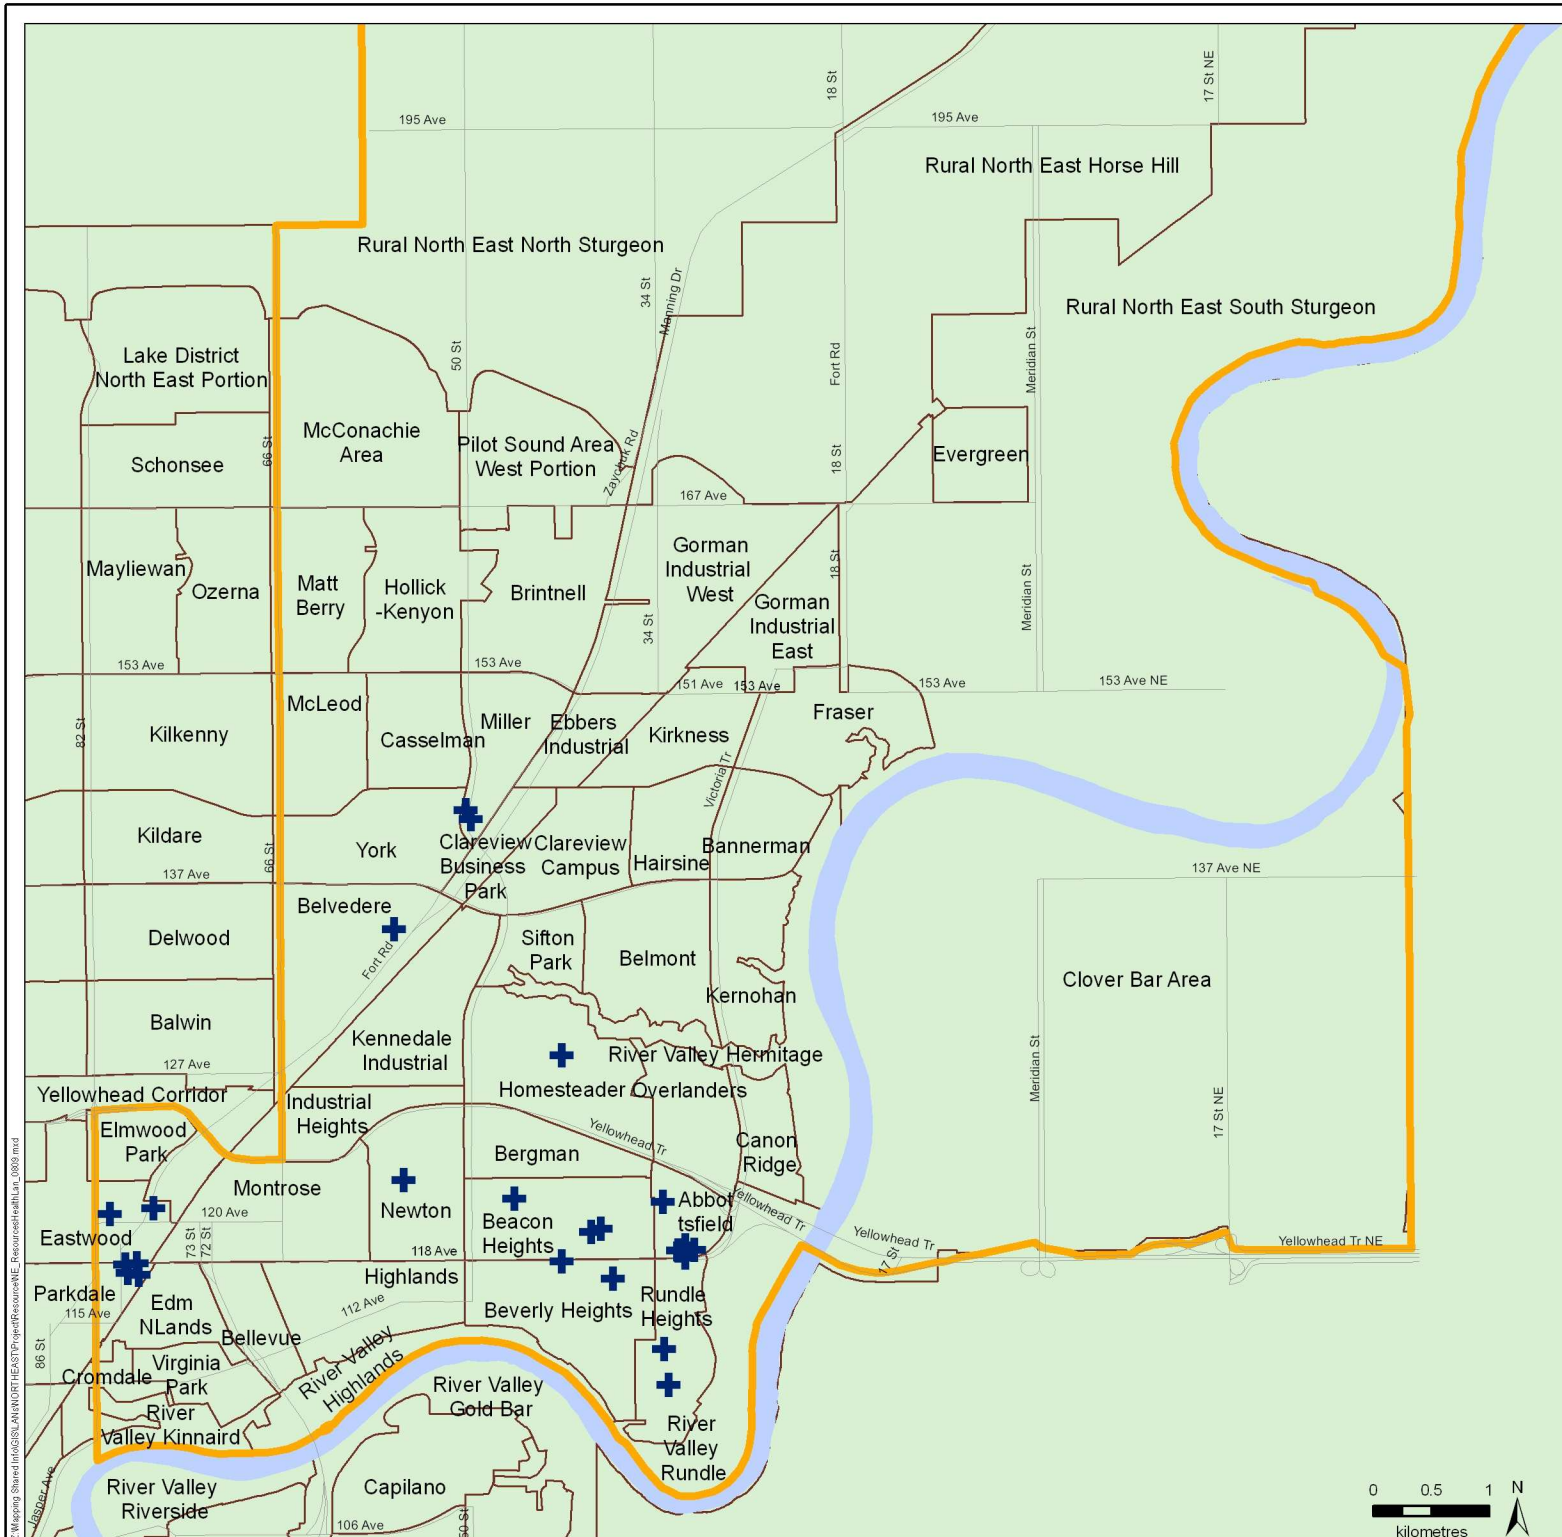 18 St
17 St NE
195 Ave
195 Ave
Rural North East Horse Hill
Rural North East North Sturgeon
34 St
Manning Dr
Rural North East South Sturgeon
Lake District
North East Portion
50 St
Fort Rd
Meridian St
McConachie
Area
66 St
Schonsee
Pilot Sound Area
West Portion
Zaychuk Rd
18 St
Evergreen
167 Ave
Mayliewan
Ozerna
Matt
Berry
Hollick
-Kenyon
Brintnell
Gorman
Industrial
West
18 St
Gorman
Industrial
East
Meridian St
34 St
153 Ave
153 Ave
151 Ave
153 Ave
153 Ave
153 Ave NE
82 St
Kilkenny
McLeod
Casselman
Miller
Ebbers
Industrial
Kirkness
Fraser
Victoria Tr
Kildare
66 St
York
Clareview
Business
Park
Clareview
Campus
Hairsine
Bannerman
137 Ave
137 Ave NE
Belvedere
Fort Rd
Delwood
Sifton
Park
Belmont
Kernohan
Clover Bar Area
Balwin
Kennedale
Industrial
River Valley Hermitage
127 Ave
Meridian St
17 St NE
Yellowhead Corridor
Homesteader
Overlanders
Industrial
Heights
Elmwood
Park
Yellowhead Tr
Bergman
Canon
Ridge
Montrose
Newton
Beacon
Heights
Abbot
tsfield
Yellowhead Tr
Yellowhead Tr
17 St
Yellowhead Tr NE
120 Ave
Eastwood
73 St
72 St
118 Ave
Highlands
Parkdale
115 Ave
Edm
NLands
112 Ave
Beverly Heights
Rundle
Heights
86 St
Bellevue
Virginia
Park
Cromdale
River Valley
Highlands
River Valley
Gold Bar
River
Valley Kinnaird
River
Valley
Rundle
River Valley
Riverside
Capilano
Jasper Ave
106 Ave
50 St
0 0.5 1
kilometres
N